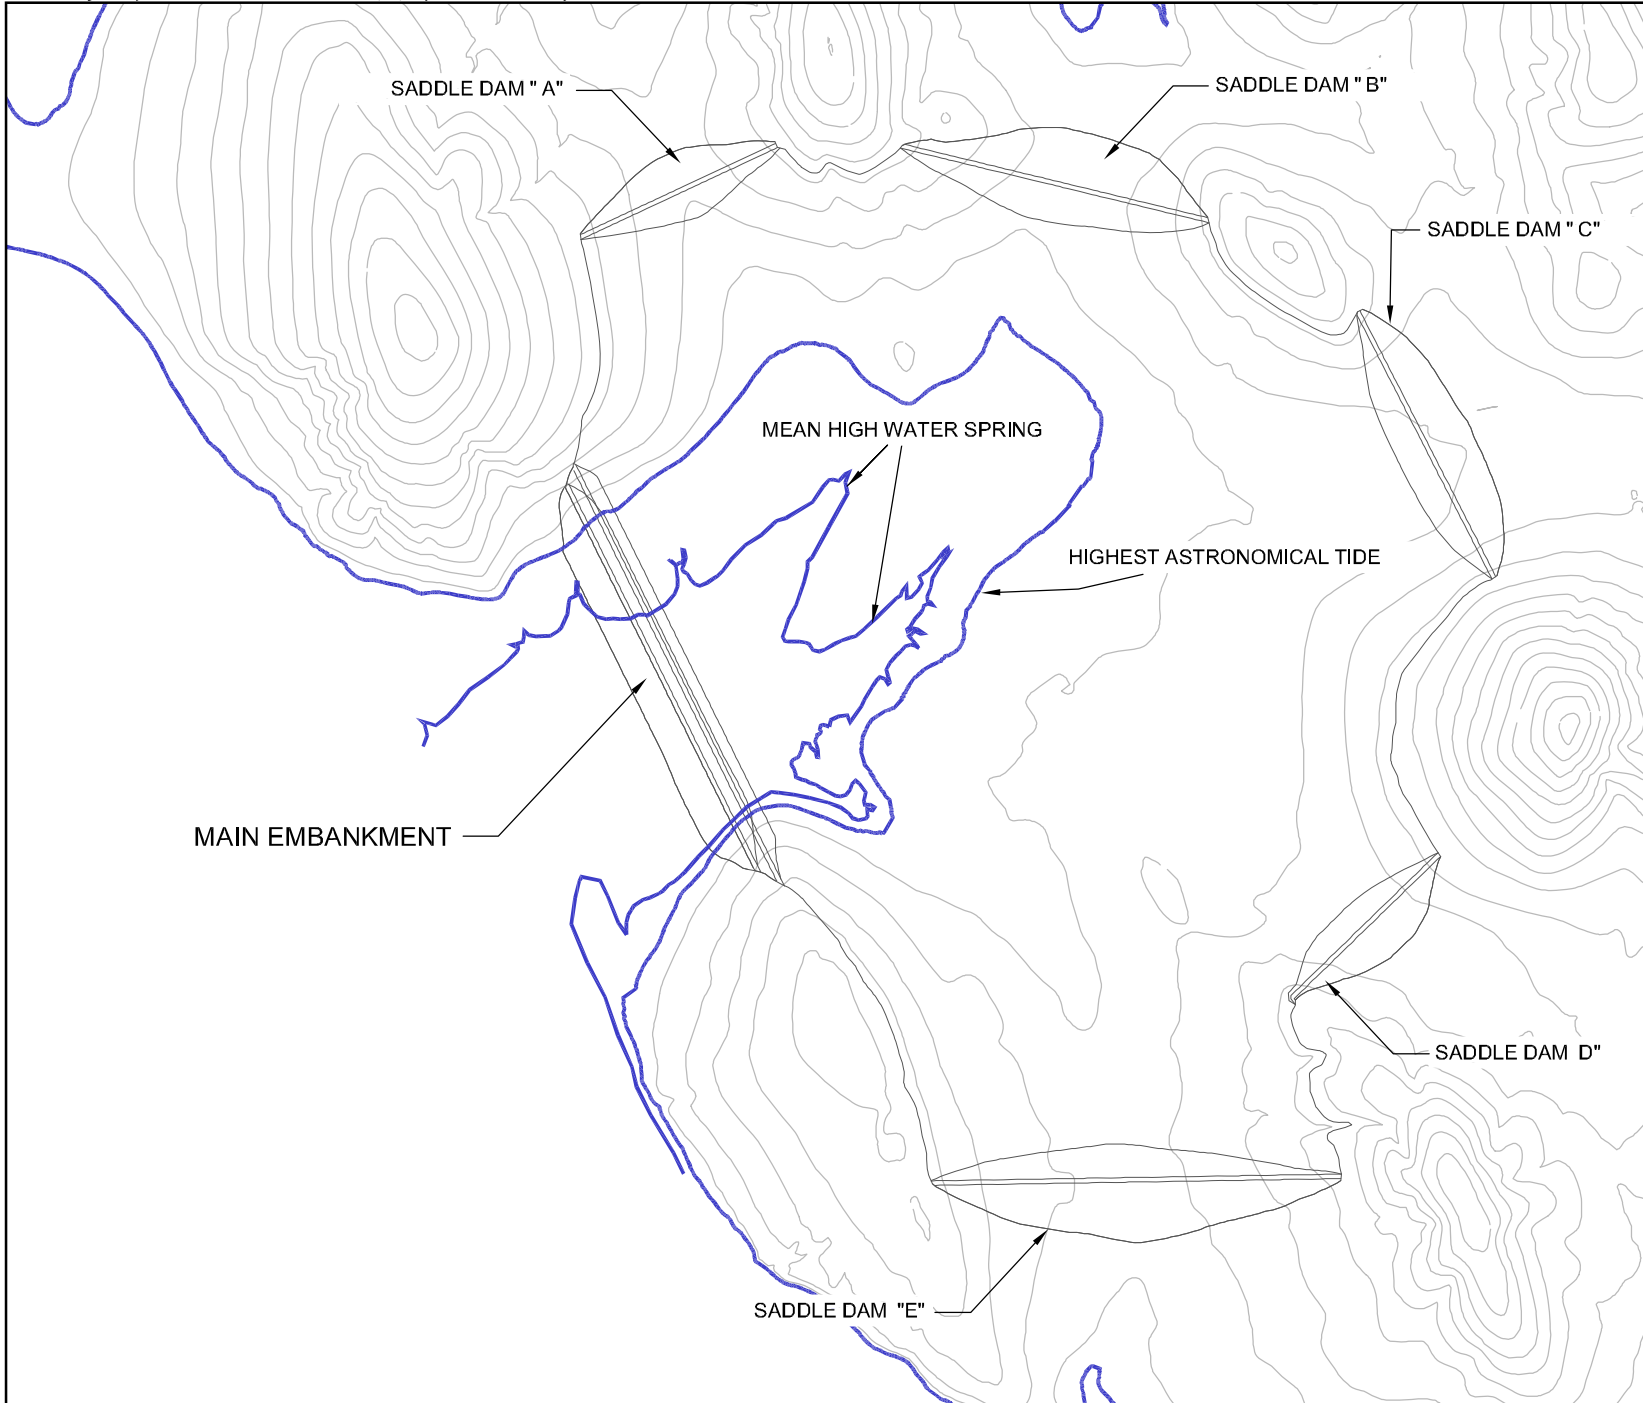 SADDLE DAM " A"
SADDLE DAM " B"
SADDLE DAM " C"
MEAN HIGH WATER SPRING
HIGHEST ASTRONOMICAL TIDE
MAIN EMBANKMENT
SADDLE DAM D"
SADDLE DAM "E"